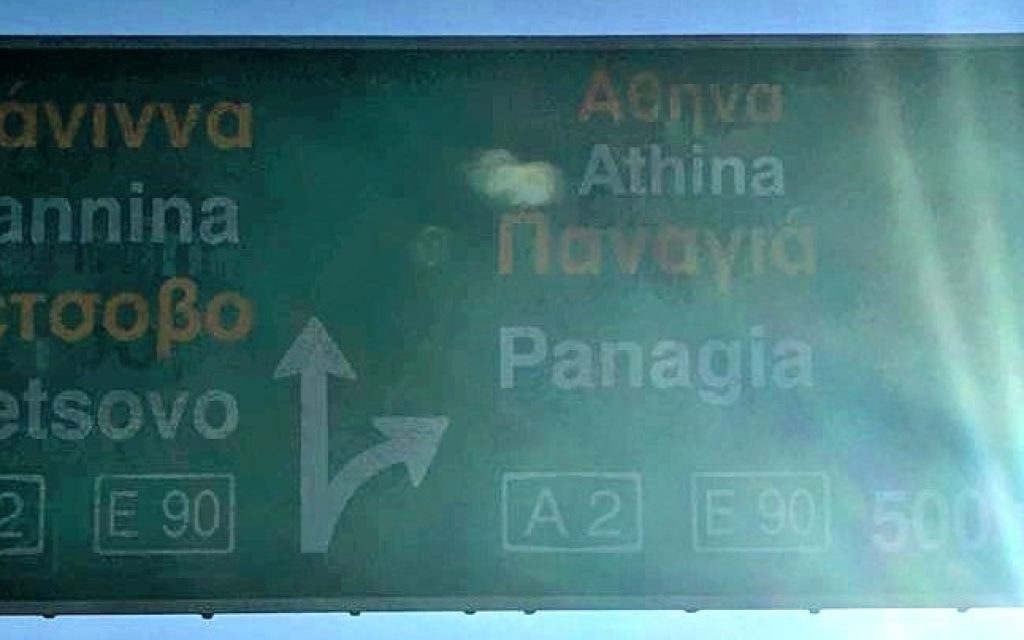 άνιννα
annina
ετσοβο
etsovo
2 E 90
Αθηνα
Athina
Παναγιά
Panagia
A 2 E 90 500